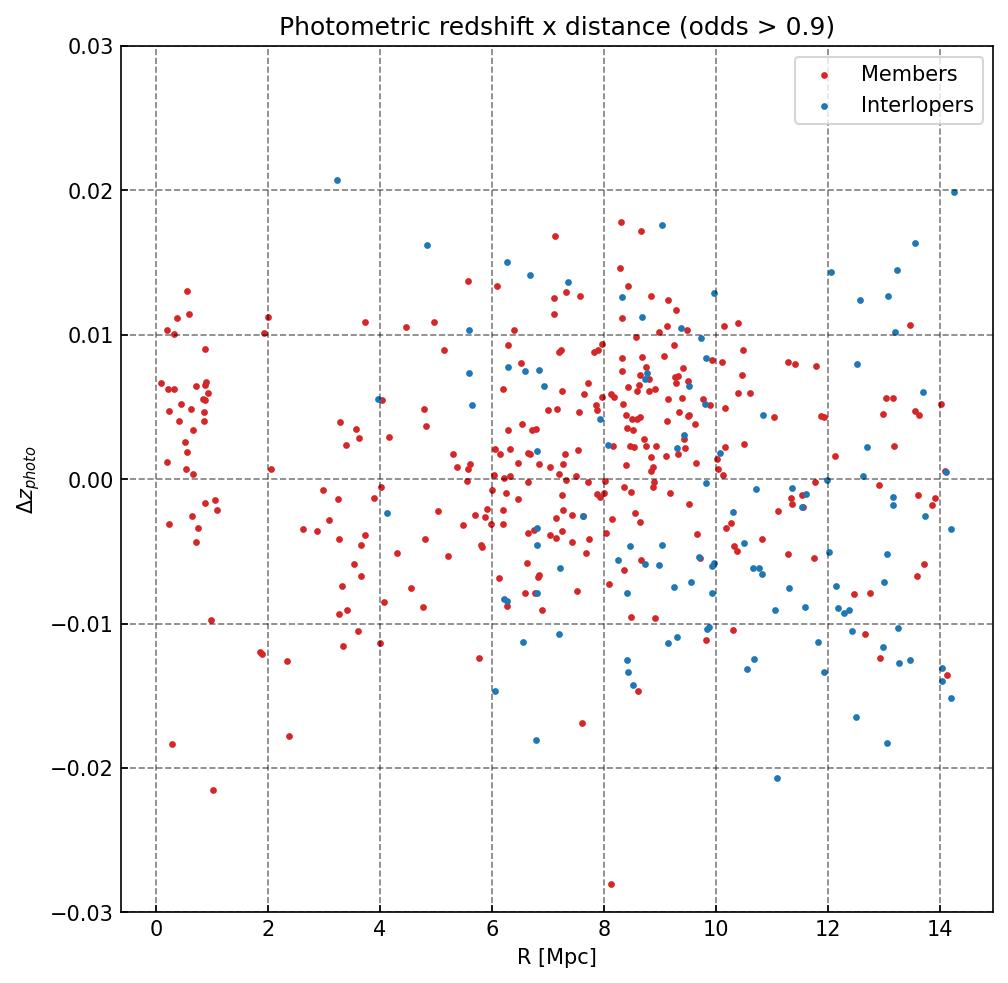 Photometric redshift x distance (odds > 0.9)
Members
Interlopers
0.03
0.02
0.01
0.00
−0.01
−0.02
−0.03
Δz_photo
0 2 4 6 8 10 12 14
R [Mpc]